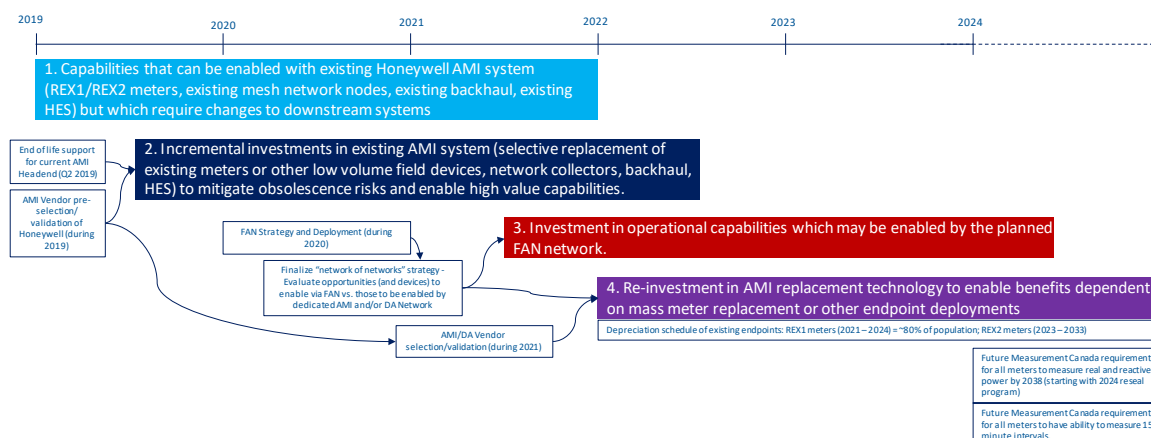 2019
2020
2021
2022
2023
2024
1. Capabilities that can be enabled with existing Honeywell AMI system
(REX1/REX2 meters, existing mesh network nodes, existing backhaul, existing
HES) but which require changes to downstream systems
End of life support
for current AMI
Headend (Q2 2019)
2. Incremental investments in existing AMI system (selective replacement of
existing meters or other low volume field devices, network collectors, backhaul,
HES) to mitigate obsolescence risks and enable high value capabilities.
AMI Vendor pre-
selection/
validation of
Honeywell (during
2019)
FAN Strategy and Deployment (during
2020)
3. Investment in operational capabilities which may be enabled by the planned
FAN network.
Finalize "network of networks" strategy -
Evaluate opportunities (and devices) to
enable via FAN vs. those to be enabled by
dedicated AMI and/or DA Network
4. Re-investment in AMI replacement technology to enable benefits dependent
on mass meter replacement or other endpoint deployments
Depreciation schedule of existing endpoints: REX1 meters (2021 – 2024) = ~80% of population; REX2 meters (2023 – 2033)
AMI/DA Vendor
selection/validation (during 2021)
Future Measurement Canada requirement
for all meters to measure real and reactive
power by 2038 (starting with 2024 reseal
program)
Future Measurement Canada requirement
for all meters to have ability to measure 15
minute intervals